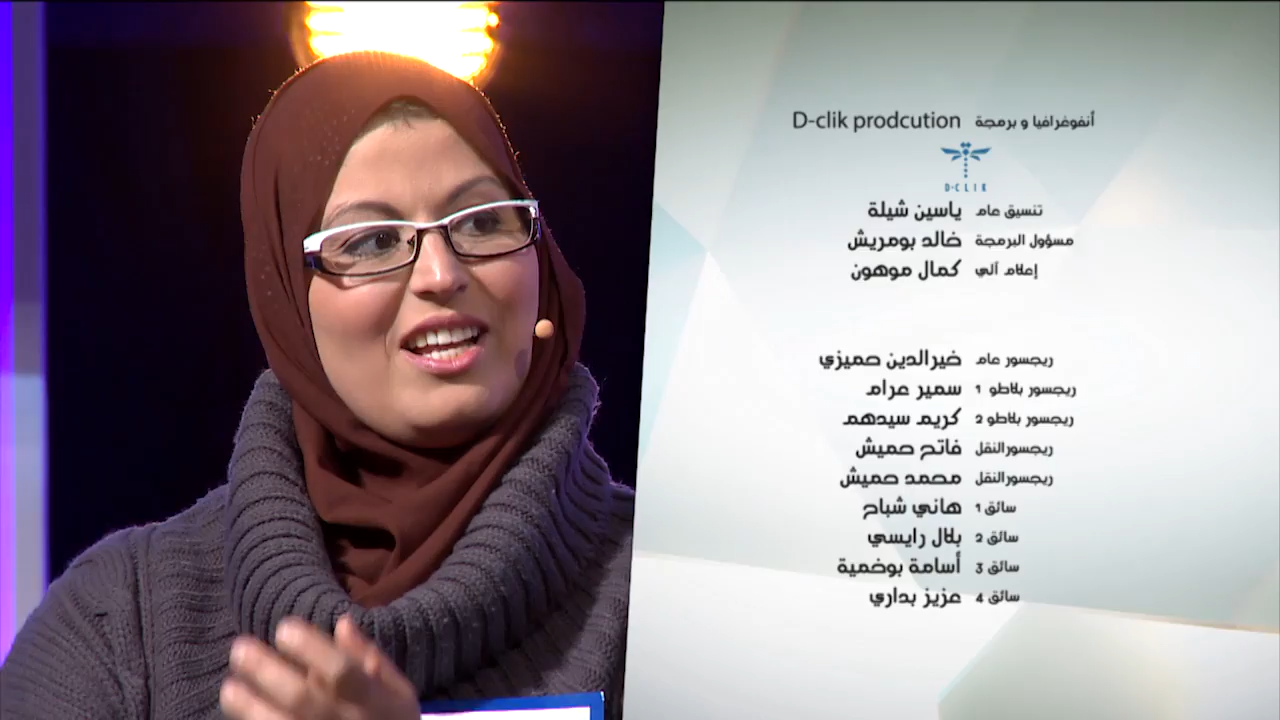 أنفوغرافيا و برمجة D-clik prodcution
D-CLIK
تنسيق عام ياسين شيلة
مسؤول البرمجة خالد بومريش
إعلام آلي كمال موهون
ريجسور عام خيرالدين حميزي
ريجسور بلاطو 1 سمير عرام
ريجسور بلاطو 2 كريم سيدهم
ريجسورالنقل فاتح حميش
ريجسورالنقل محمد حميش
سائق 1 هاني شباح
سائق 2 بلال رايسي
سائق 3 أسامة بوخمية
سائق 4 عزيز بداري